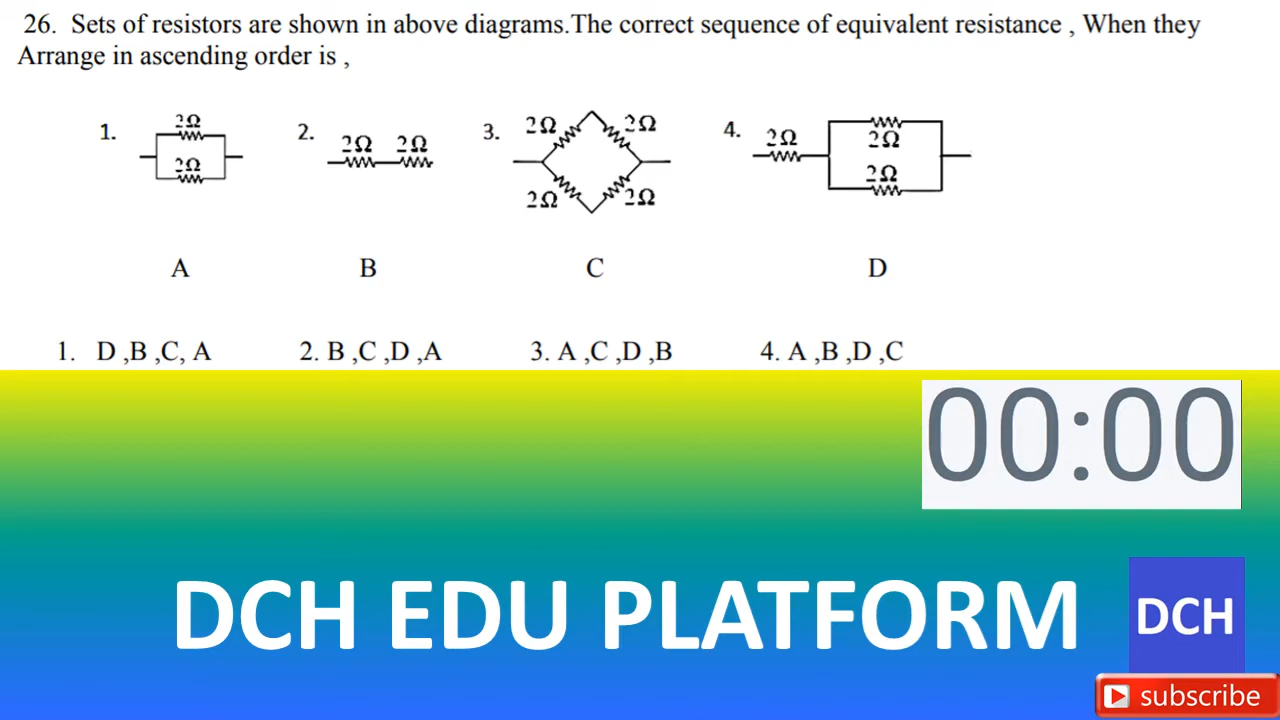 26. Sets of resistors are shown in above diagrams.The correct sequence of equivalent resistance , When they
Arrange in ascending order is ,
1.
2Ω
2Ω
2.
2Ω 2Ω
3.
2Ω 2Ω
2Ω 2Ω
4.
2Ω
2Ω
2Ω
A B C D
1. D ,B ,C, A 2. B ,C ,D ,A 3. A ,C ,D ,B 4. A ,B ,D ,C
00:00
DCH EDU PLATFORM
DCH
subscribe